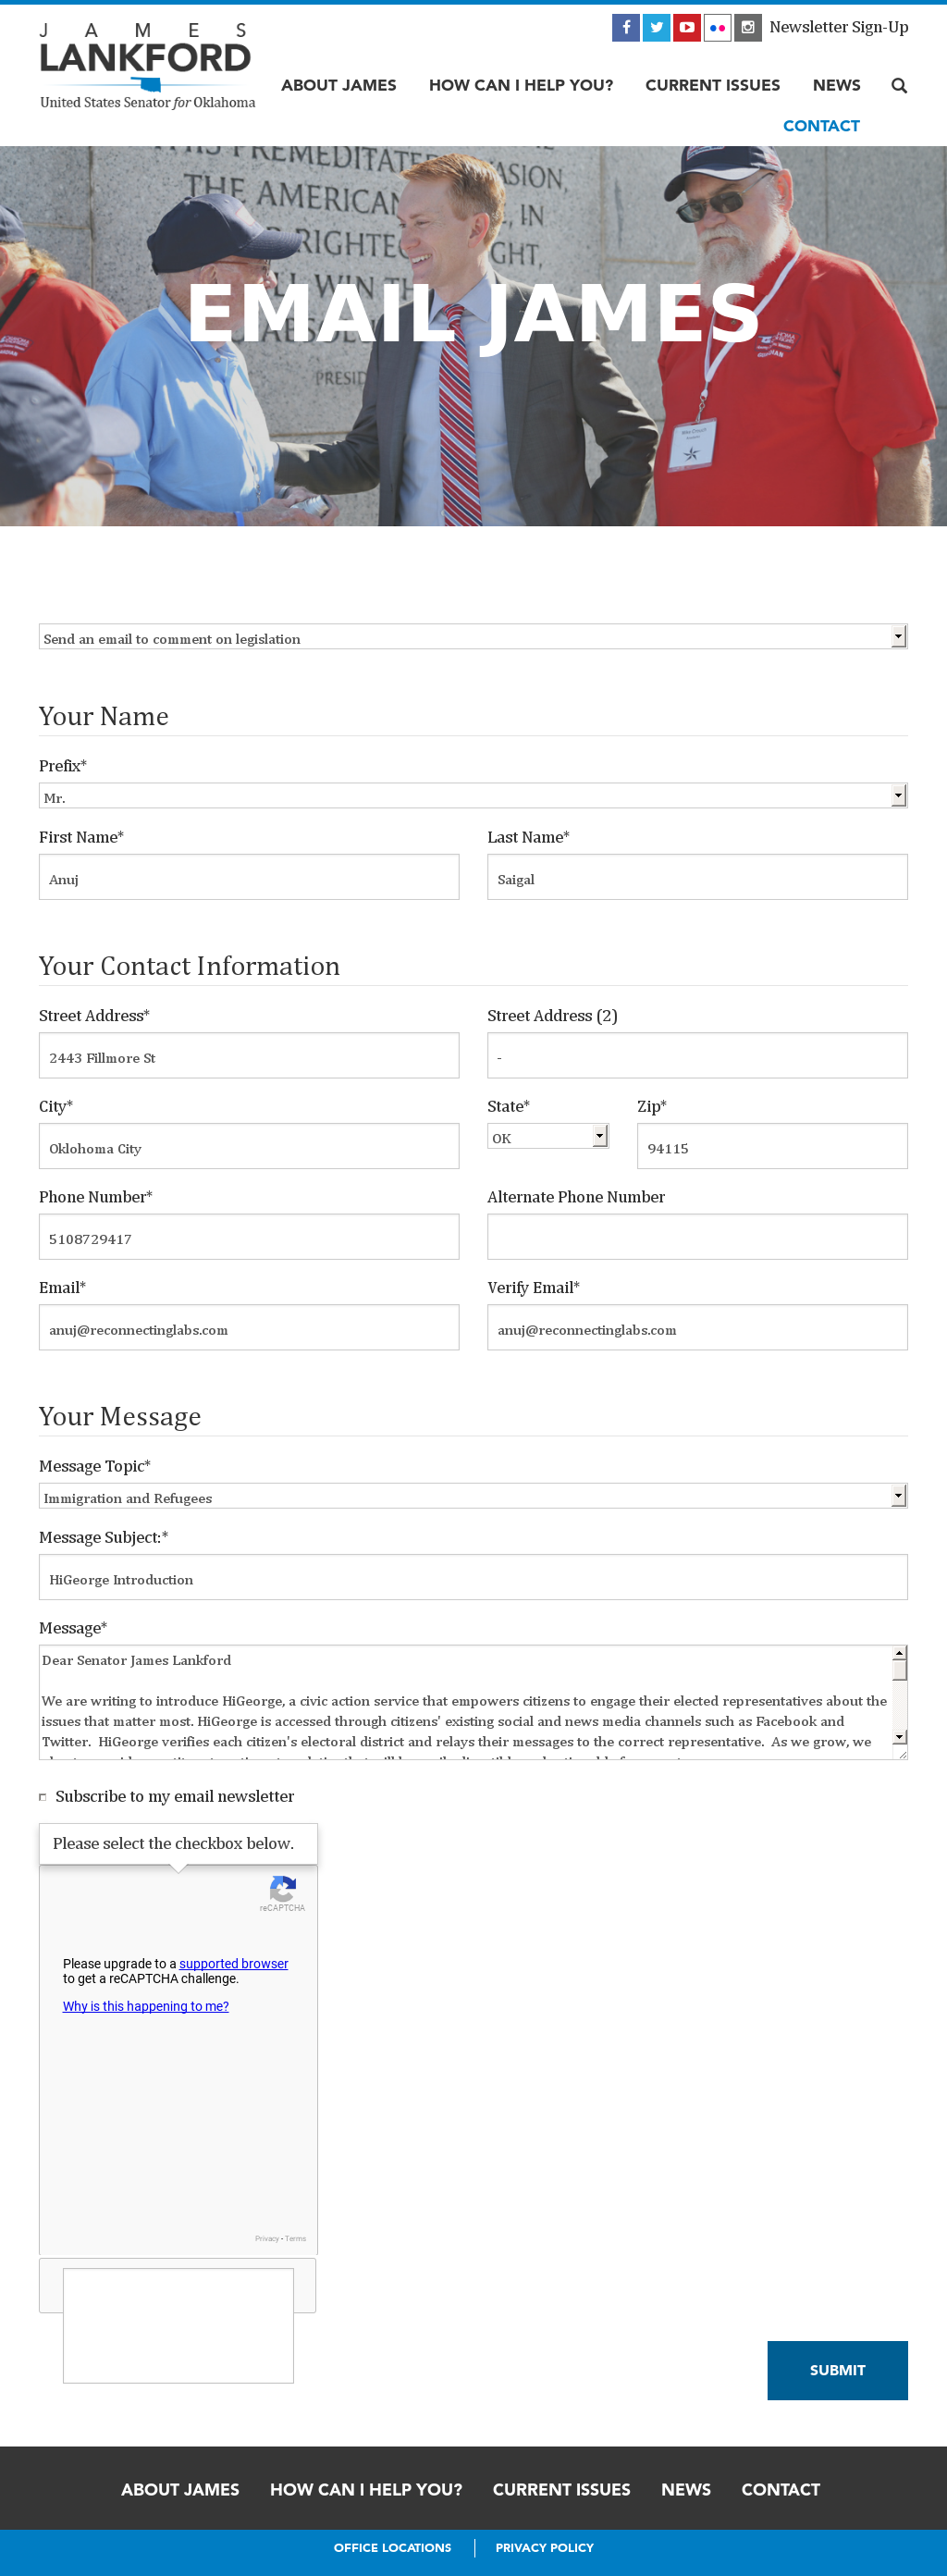 JAMES
LANKFORD
United States Senator for Oklahoma
Newsletter Sign-Up
ABOUT JAMES
HOW CAN I HELP YOU?
CURRENT ISSUES
NEWS
CONTACT
EMAIL JAMES
Send an email to comment on legislation
Your Name
Prefix*
Mr.
First Name*
Last Name*
Anuj
Saigal
Your Contact Information
Street Address*
Street Address (2)
2443 Fillmore St
-
City*
State*
Zip*
Oklohoma City
OK
94115
Phone Number*
Alternate Phone Number
5108729417
Email*
Verify Email*
anuj@reconnectinglabs.com
anuj@reconnectinglabs.com
Your Message
Message Topic*
Immigration and Refugees
Message Subject:*
HiGeorge Introduction
Message*
Dear Senator James Lankford
We are writing to introduce HiGeorge, a civic action service that empowers citizens to engage their elected representatives about the
issues that matter most. HiGeorge is accessed through citizens' existing social and news media channels such as Facebook and
Twitter.  HiGeorge verifies each citizen's electoral district and relays their messages to the correct representative.  As we grow, we
Subscribe to my email newsletter
Please select the checkbox below.
reCAPTCHA
Please upgrade to a supported browser
to get a reCAPTCHA challenge.
Why is this happening to me?
Privacy - Terms
SUBMIT
ABOUT JAMES
HOW CAN I HELP YOU?
CURRENT ISSUES
NEWS
CONTACT
OFFICE LOCATIONS
PRIVACY POLICY